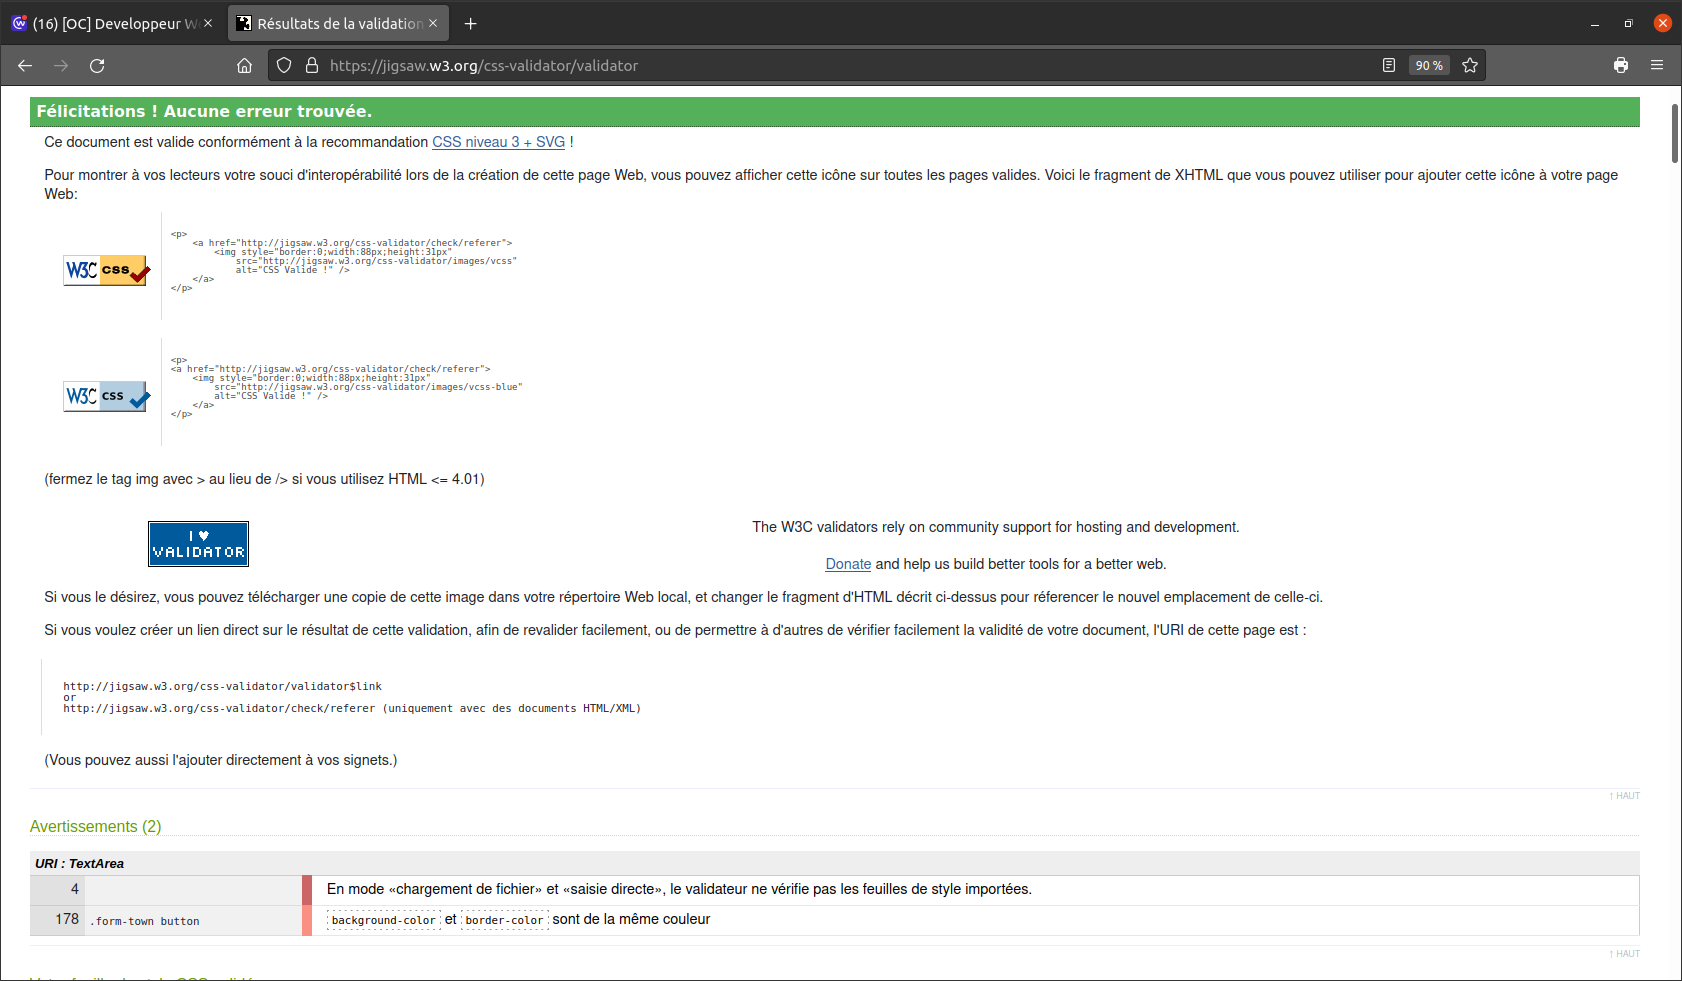 (16) [OC] Developpeur W
Résultats de la validation
https://jigsaw.w3.org/css-validator/validator
90 %
Félicitations ! Aucune erreur trouvée.
Ce document est valide conformément à la recommandation CSS niveau 3 + SVG !
Pour montrer à vos lecteurs votre souci d'interopérabilité lors de la création de cette page Web, vous pouvez afficher cette icône sur toutes les pages valides. Voici le fragment de XHTML que vous pouvez utiliser pour ajouter cette icône à votre page
Web:
W3C css
<p>
<a href="http://jigsaw.w3.org/css-validator/check/referer">
<img style="border:0;width:88px;height:31px"
src="http://jigsaw.w3.org/css-validator/images/vcss"
alt="CSS Valide !" />
</a>
</p>
W3C css
<p>
<a href="http://jigsaw.w3.org/css-validator/check/referer">
<img style="border:0;width:88px;height:31px"
src="http://jigsaw.w3.org/css-validator/images/vcss-blue"
alt="CSS Valide !" />
</a>
</p>
(fermez le tag img avec > au lieu de /> si vous utilisez HTML <= 4.01)
I ♥
VALIDATOR
The W3C validators rely on community support for hosting and development.
Donate and help us build better tools for a better web.
Si vous le désirez, vous pouvez télécharger une copie de cette image dans votre répertoire Web local, et changer le fragment d'HTML décrit ci-dessus pour réferencer le nouvel emplacement de celle-ci.
Si vous voulez créer un lien direct sur le résultat de cette validation, afin de revalider facilement, ou de permettre à d'autres de vérifier facilement la validité de votre document, l'URI de cette page est :
http://jigsaw.w3.org/css-validator/validator$link
or
http://jigsaw.w3.org/css-validator/check/referer (uniquement avec des documents HTML/XML)
(Vous pouvez aussi l'ajouter directement à vos signets.)
↑ HAUT
Avertissements (2)
URI : TextArea
4 En mode «chargement de fichier» et «saisie directe», le validateur ne vérifie pas les feuilles de style importées.
178 .form-town button background-color et border-color sont de la même couleur
↑ HAUT